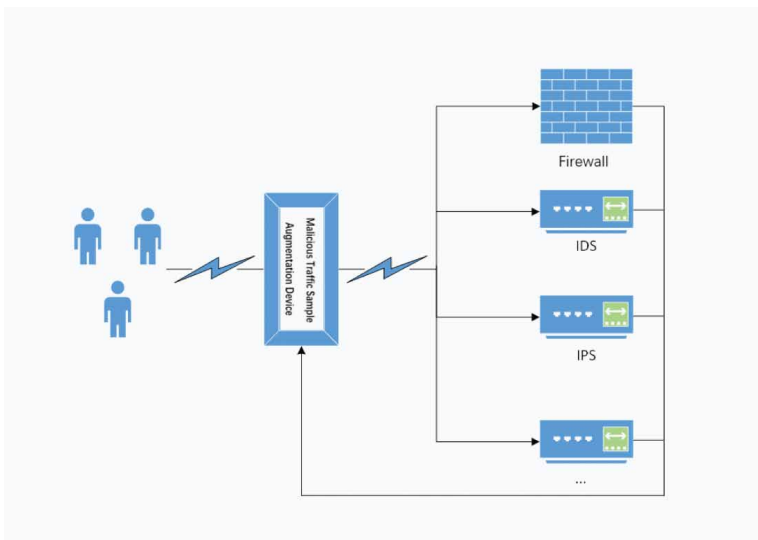 Firewall
IDS
Malicious Traffic Sample
Augmentation Device
IPS
...